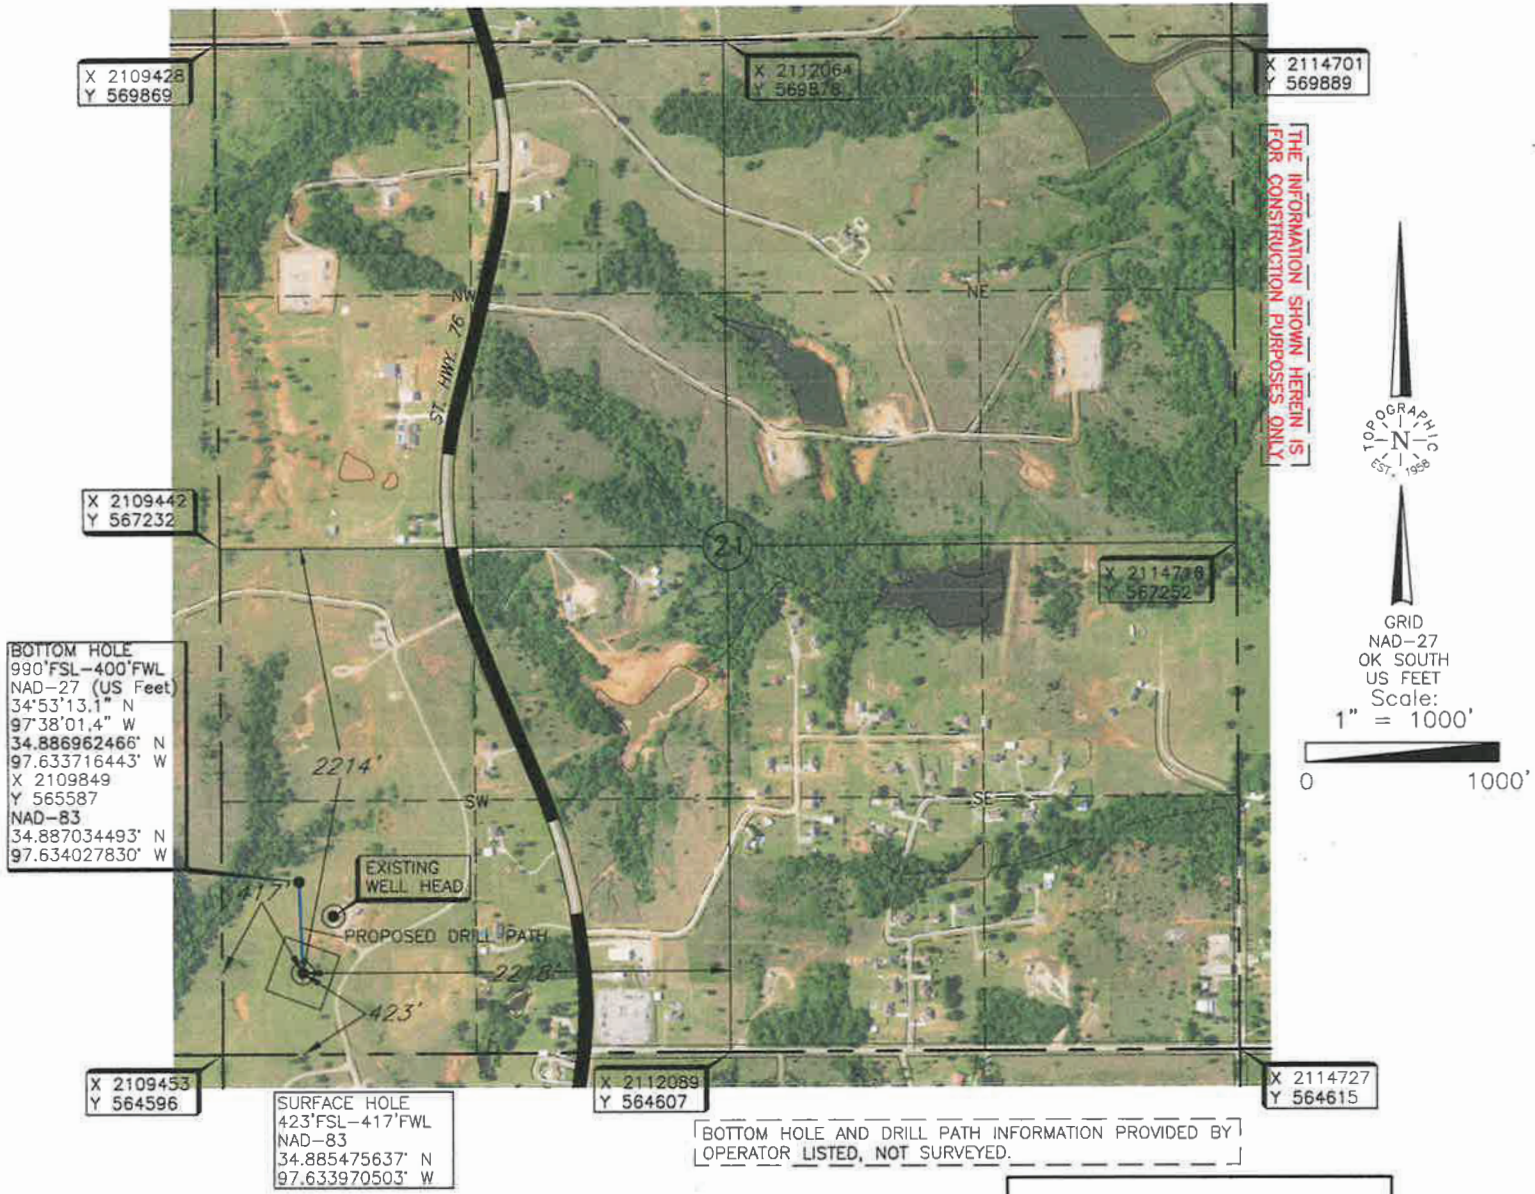 X 2109428
Y 569869
X 2112064
Y 569878
X 2114701
Y 569889
THE INFORMATION SHOWN HEREIN IS
FOR CONSTRUCTION PURPOSES ONLY
NW
NE
ST. HWY. 76
TOPOGRAPHIC
N
EST. 1958
X 2109442
Y 567232
21
X 2114716
Y 567252
GRID
NAD-27
OK SOUTH
US FEET
Scale:
1" = 1000'
0 1000'
BOTTOM HOLE
990'FSL-400'FWL
NAD-27 (US Feet)
34°53'13.1" N
97°38'01.4" W
34.886962466° N
97.633716443° W
X 2109849
Y 565587
NAD-83
34.887034493° N
97.634027830° W
2214'
SW
SE
EXISTING
WELL HEAD
417'
PROPOSED DRILL PATH
2218'
423'
X 2109453
Y 564596
X 2112089
Y 564607
X 2114727
Y 564615
SURFACE HOLE
423'FSL-417'FWL
NAD-83
34.885475637° N
97.633970503° W
BOTTOM HOLE AND DRILL PATH INFORMATION PROVIDED BY
OPERATOR LISTED, NOT SURVEYED.